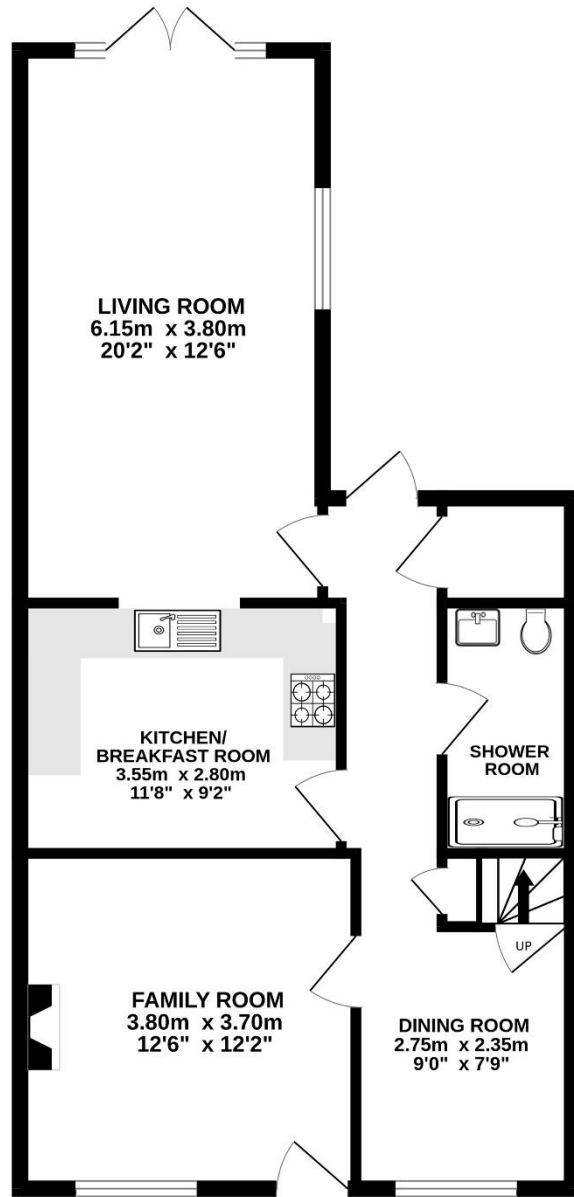 LIVING ROOM
6.15m x 3.80m
20'2" x 12'6"
KITCHEN/
BREAKFAST ROOM
3.55m x 2.80m
11'8" x 9'2"
SHOWER
ROOM
UP
FAMILY ROOM
3.80m x 3.70m
12'6" x 12'2"
DINING ROOM
2.75m x 2.35m
9'0" x 7'9"